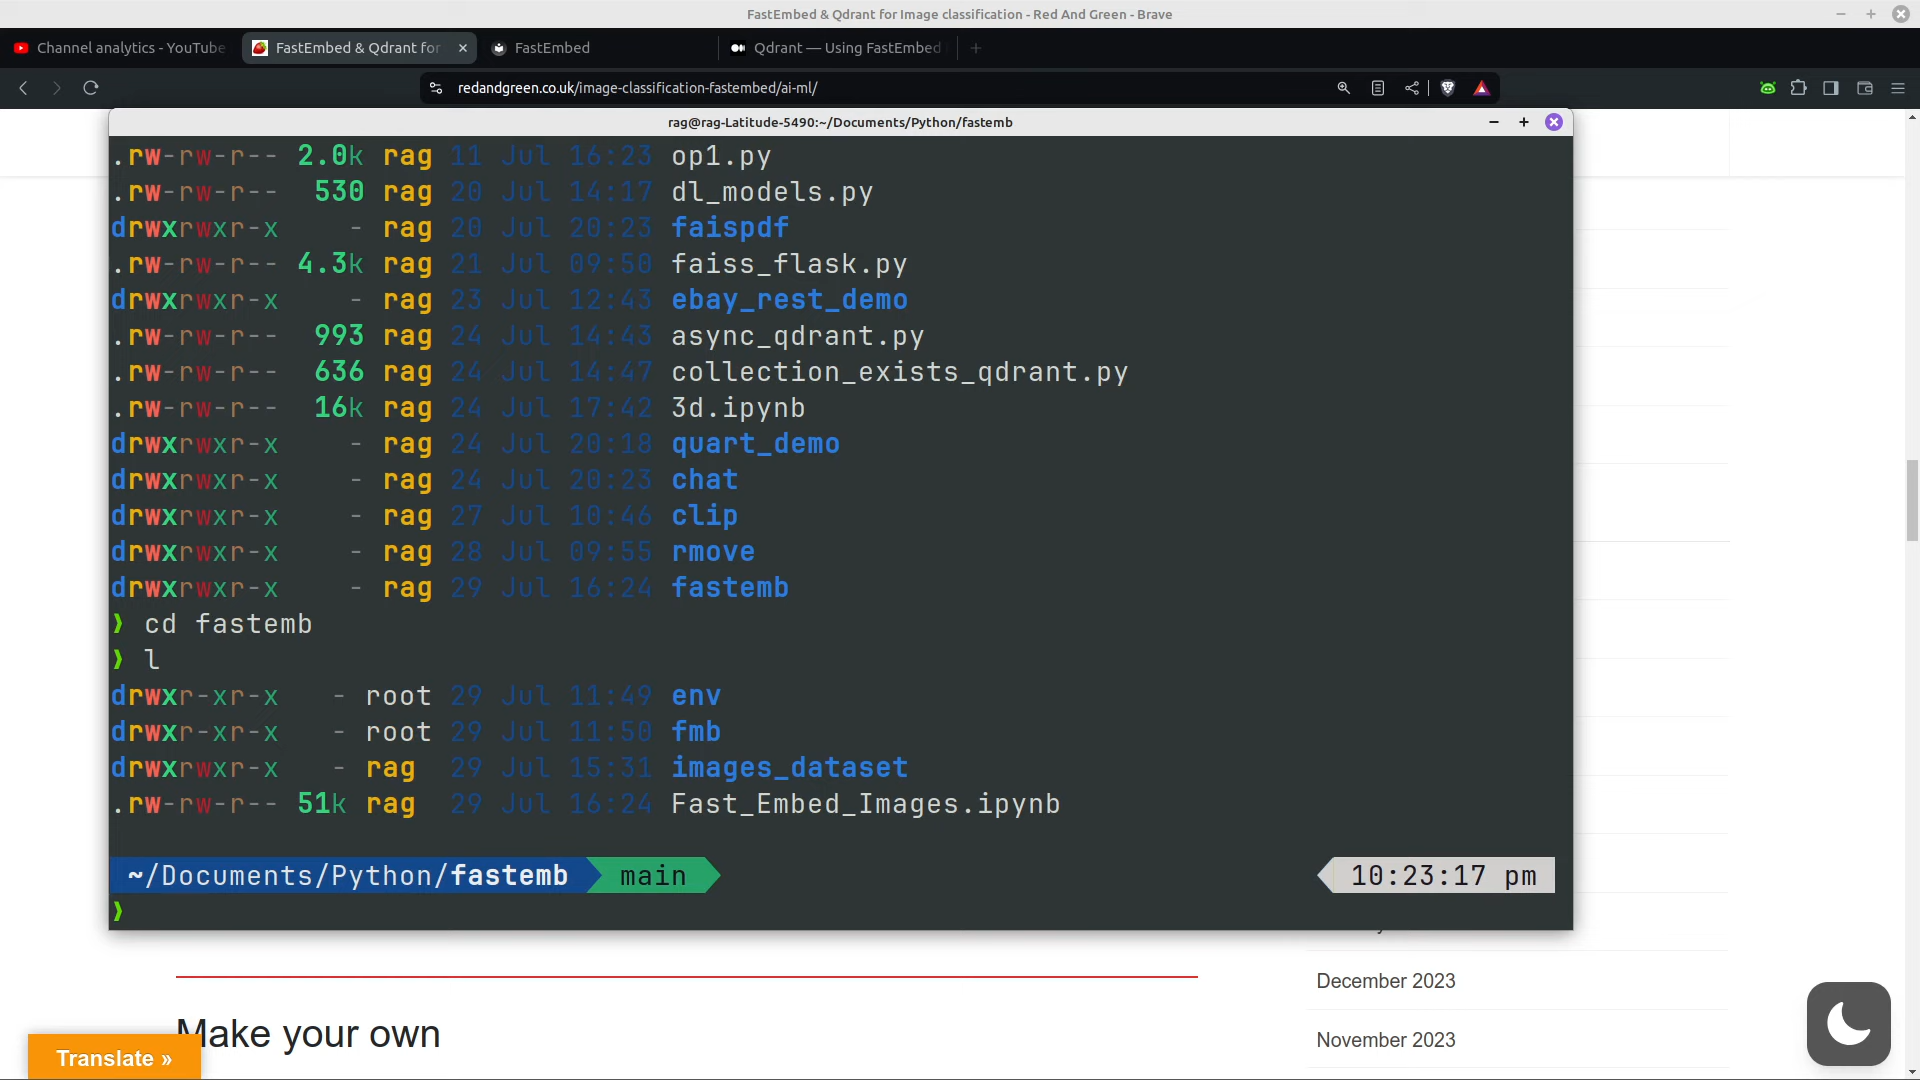 FastEmbed & Qdrant for Image classification - Red And Green - Brave
Channel analytics - YouTube
FastEmbed & Qdrant for
FastEmbed
Qdrant — Using FastEmbed
redandgreen.co.uk/image-classification-fastembed/ai-ml/
rag@rag-Latitude-5490:~/Documents/Python/fastemb
.rw-rw-r-- 2.0k rag 11 Jul 16:23 op1.py
.rw-rw-r-- 530 rag 20 Jul 14:17 dl_models.py
drwxrwxr-x - rag 20 Jul 20:23 faispdf
.rw-rw-r-- 4.3k rag 21 Jul 09:50 faiss_flask.py
drwxrwxr-x - rag 23 Jul 12:43 ebay_rest_demo
.rw-rw-r-- 993 rag 24 Jul 14:43 async_qdrant.py
.rw-rw-r-- 636 rag 24 Jul 14:47 collection_exists_qdrant.py
.rw-rw-r-- 16k rag 24 Jul 17:42 3d.ipynb
drwxrwxr-x - rag 24 Jul 20:18 quart_demo
drwxrwxr-x - rag 24 Jul 20:23 chat
drwxrwxr-x - rag 27 Jul 10:46 clip
drwxrwxr-x - rag 28 Jul 09:55 rmove
drwxrwxr-x - rag 29 Jul 16:24 fastemb
❯ cd fastemb
❯ l
drwxr-xr-x - root 29 Jul 11:49 env
drwxr-xr-x - root 29 Jul 11:50 fmb
drwxrwxr-x - rag 29 Jul 15:31 images_dataset
.rw-rw-r-- 51k rag 29 Jul 16:24 Fast_Embed_Images.ipynb
~/Documents/Python/fastemb main 10:23:17 pm
❯
December 2023
Make your own
November 2023
Translate »